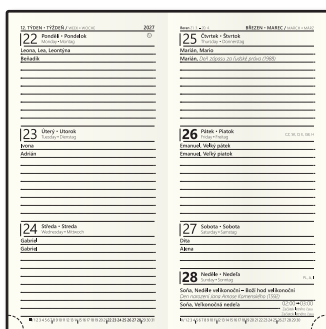 12. TÝDEN • TÝŽDEŇ / WEEK • WOCHE 2027
22 Pondělí • Pondelok
Monday • Montag
Leona, Lea, Leontýna
Beňadik
23 Úterý • Utorok
Tuesday • Dienstag
Ivona
Adrián
24 Středa • Streda
Wednesday • Mittwoch
Gabriel
Gabriel
BŘEZEN • MAREC / MARCH • MÄRZ
25 Čtvrtek • Štvrtok
Thursday • Donnerstag
Marián, Mario
Marián, Deň zápasu za ľudské práva (1988)
26 Pátek • Piatok
Friday • Freitag
Emanuel, Velký pátek
Emanuel, Veľký piatok
27 Sobota • Sobota
Saturday • Samstag
Dita
Alena
28 Neděle • Nedeľa
Sunday • Sonntag
Soňa, Neděle velikonoční – Boží hod velikonoční
Den narození Jana Amose Komenského (1592)
Soňa, Veľkonočná nedeľa 02:00→03:00